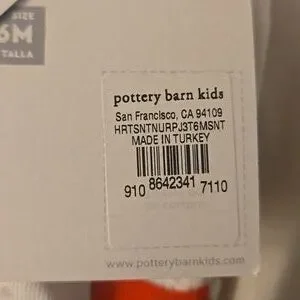 SIZE
6M
TALLA
pottery barn kids
San Francisco, CA 94109
HRTSNTNURPJ3T6MSNT
MADE IN TURKEY
910 8642341 7110
www.potterybarnkids.com